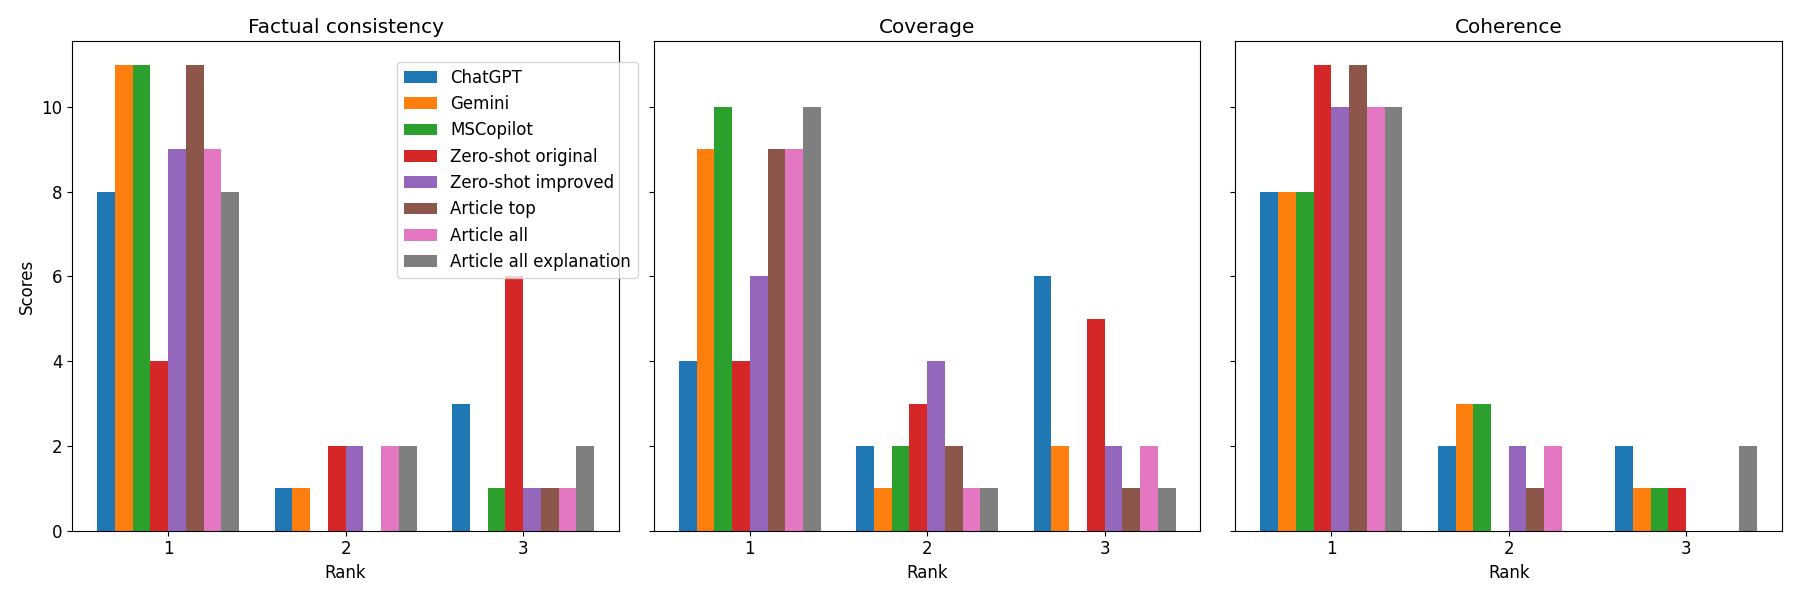 Factual consistency
Coverage
Coherence
ChatGPT
Gemini
MSCopilot
Zero-shot original
Zero-shot improved
Article top
Article all
Article all explanation
Scores
10
8
6
4
2
0
1 2 3
1 2 3
1 2 3
Rank
Rank
Rank